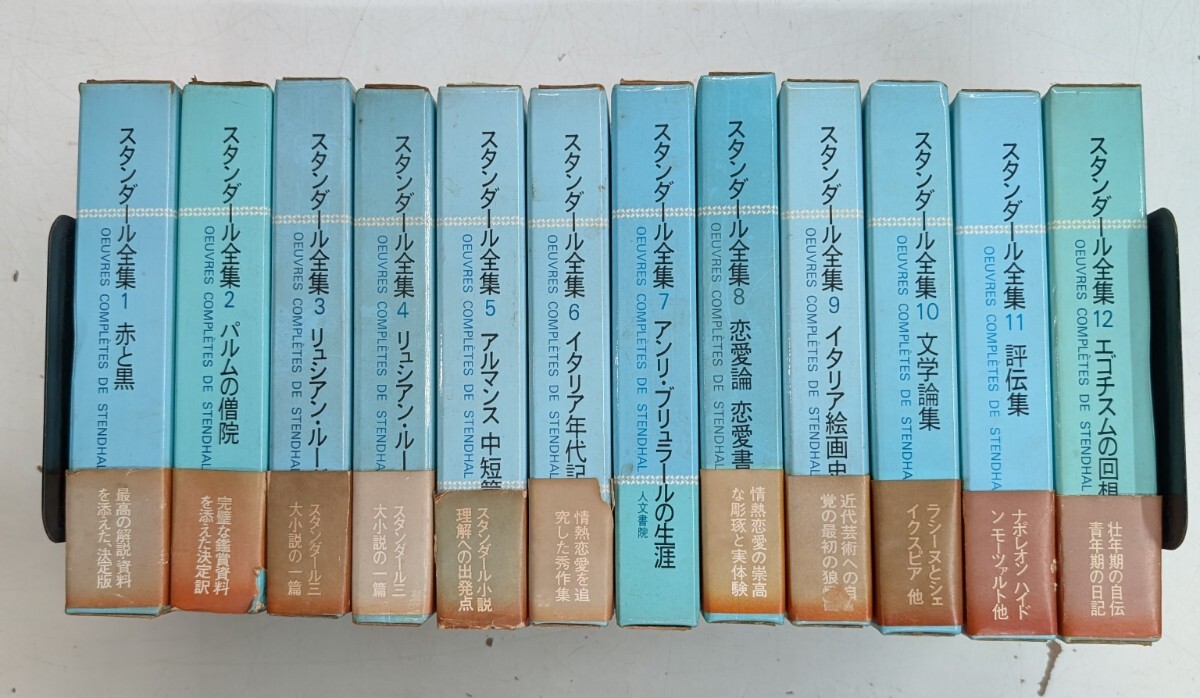 スタンダール全集 1 赤と黒
OEUVRES COMPLÈTES DE STENDHAL
最高の解説・資料
を添えた決定版
スタンダール全集 2 パルムの僧院
OEUVRES COMPLÈTES DE STENDHAL
完璧な鑑賞資料
を添えた決定訳
スタンダール全集 3 リュシアン・ルー
OEUVRES COMPLÈTES DE STENDHAL
スタンダール三
大小説の一篇
スタンダール全集 4 リュシアン・ルー
OEUVRES COMPLÈTES DE STENDHAL
スタンダール三
大小説の一篇
スタンダール全集 5 アルマンス 中短篇
OEUVRES COMPLÈTES DE STENDHAL
スタンダール小説
理解への出発点
スタンダール全集 6 イタリア年代記
OEUVRES COMPLÈTES DE STENDHAL
情熱恋愛を追
究した秀作集
スタンダール全集 7 アンリ・ブリュラールの生涯
OEUVRES COMPLÈTES DE STENDHAL
人文書院
スタンダール全集 8 恋愛論 恋愛書
OEUVRES COMPLÈTES DE STENDHAL
情熱恋愛の崇高
な彫琢と実体験
スタンダール全集 9 イタリア絵画史
OEUVRES COMPLÈTES DE STENDHAL
近代芸術への自
覚の最初の狼
スタンダール全集 10 文学論集
OEUVRES COMPLÈTES DE STENDHAL
ラシーヌとシェ
イクスピア 他
スタンダール全集 11 評伝集
OEUVRES COMPLÈTES DE STENDHAL
ナポレオン ハイド
ン モーツァルト他
スタンダール全集 12 エゴチスムの回想
OEUVRES COMPLÈTES DE STENDHAL
壮年期の自伝
青年期の日記